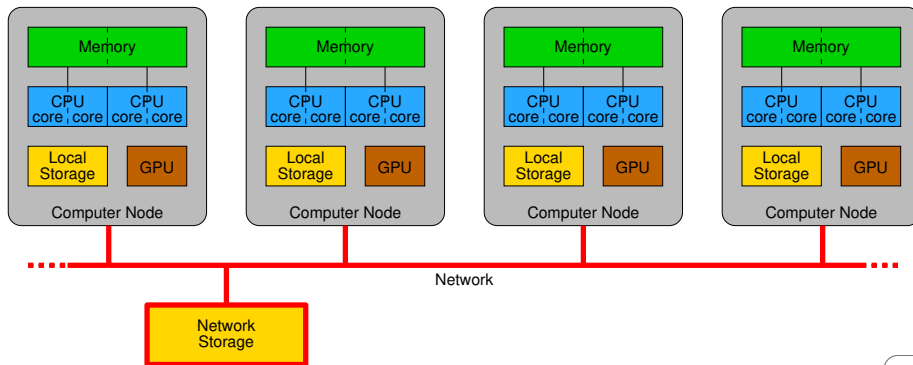 Memory Memory Memory Memory
CPU CPU CPU CPU CPU CPU CPU CPU
core core core core core core core core core core core core core core core core
Local Local Local Local
GPU GPU GPU GPU
Storage Storage Storage Storage
Computer Node Computer Node Computer Node Computer Node
Network
Network
Storage